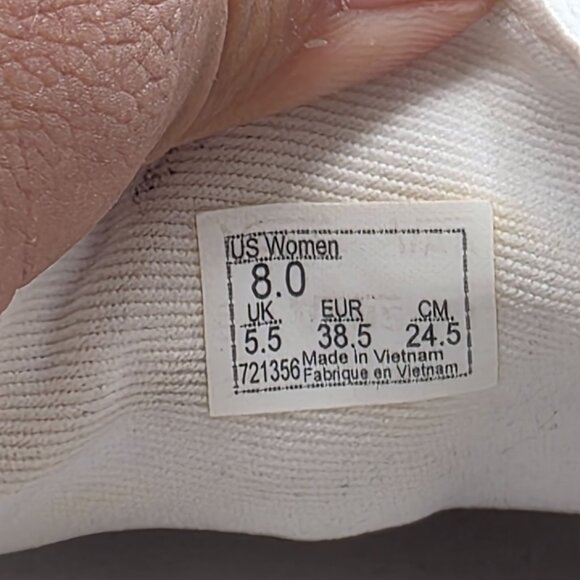 US Women
8.0
UK EUR CM
5.5 38.5 24.5
721356 Made in Vietnam
Fabrique en Vietnam